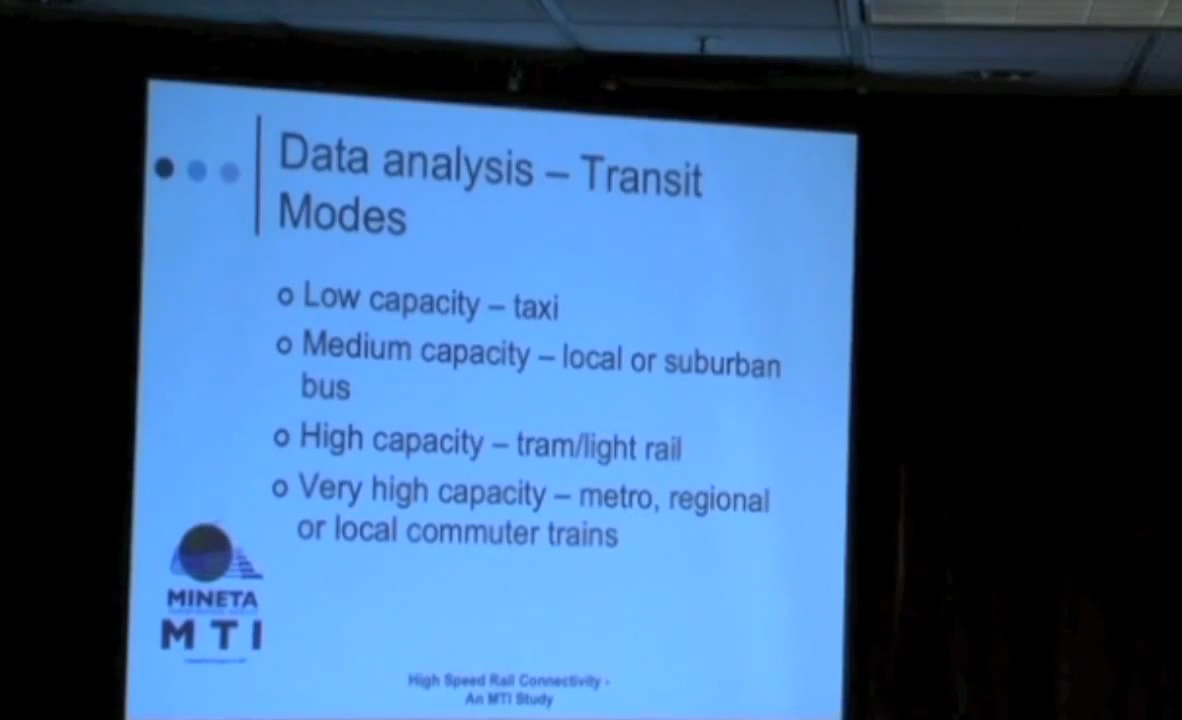 Data analysis – Transit
Modes
o Low capacity – taxi
o Medium capacity – local or suburban
bus
o High capacity – tram/light rail
o Very high capacity – metro, regional
or local commuter trains
MINETA
MTI
High Speed Rail Connectivity -
An MTI Study